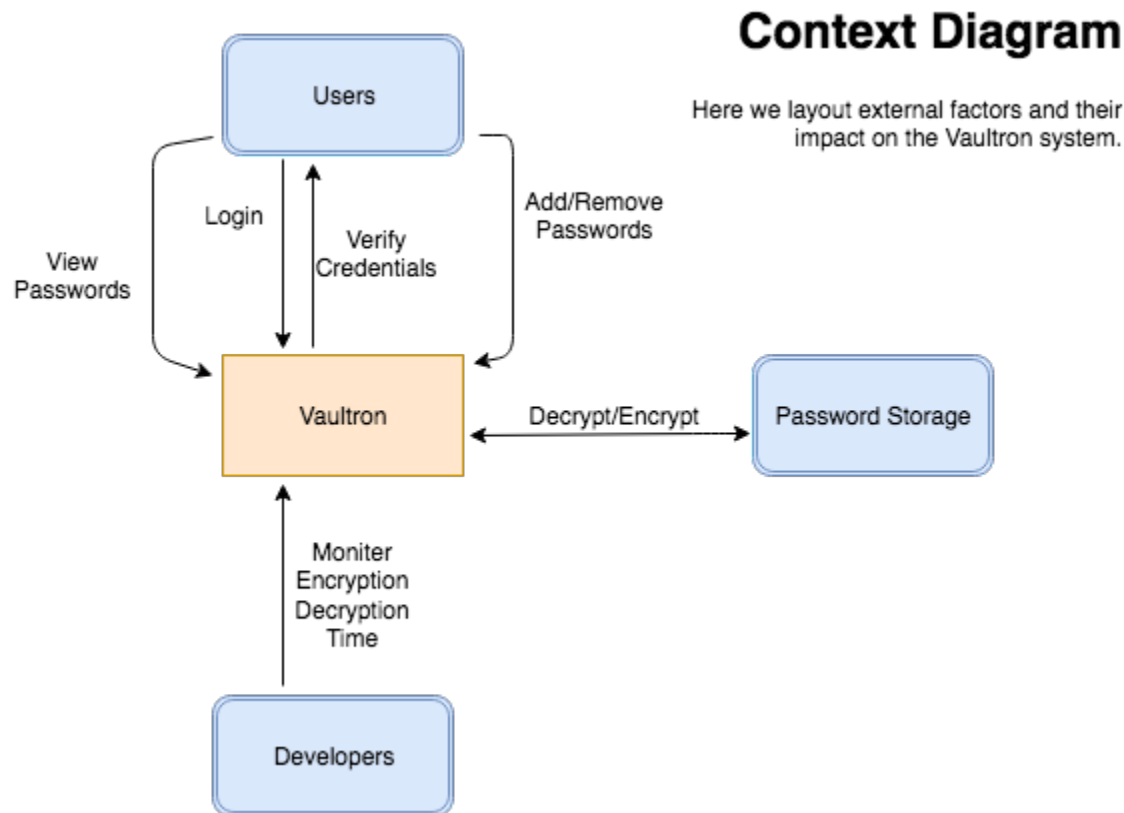 Context Diagram
Here we layout external factors and their
impact on the Vaultron system.
Users
Login
Verify
Credentials
Add/Remove
Passwords
View
Passwords
Vaultron
Decrypt/Encrypt
Password Storage
Moniter
Encryption
Decryption
Time
Developers